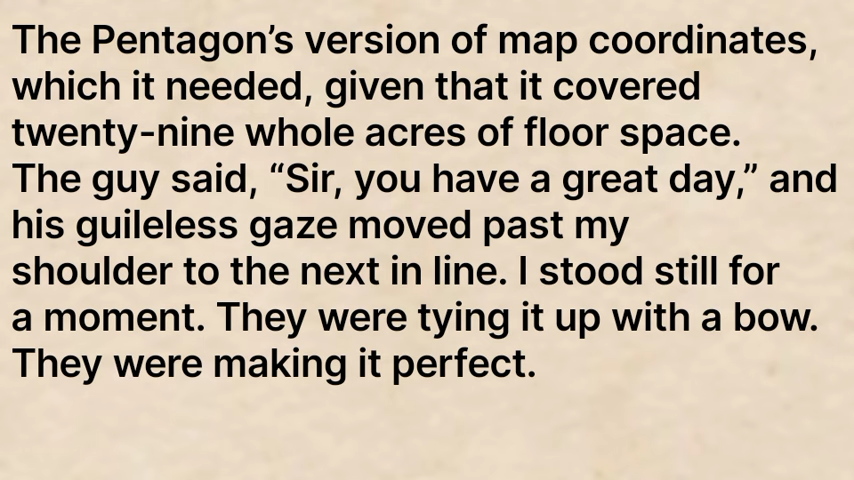 The Pentagon’s version of map coordinates,
which it needed, given that it covered
twenty-nine whole acres of floor space.
The guy said, “Sir, you have a great day,” and
his guileless gaze moved past my
shoulder to the next in line. I stood still for
a moment. They were tying it up with a bow.
They were making it perfect.